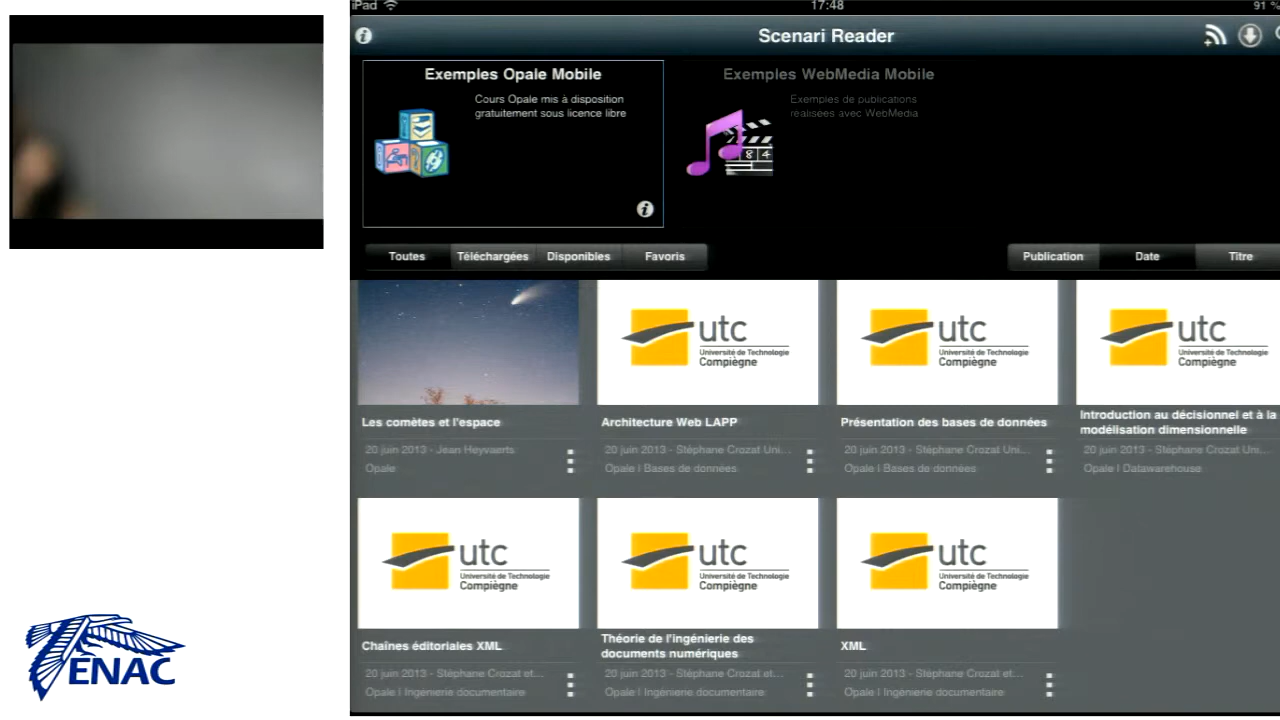 iPad
17:48
91 %
Scenari Reader
Exemples Opale Mobile
Cours Opale mis à disposition
gratuitement sous licence libre
Exemples WebMedia Mobile
Exemples de publications
réalisées avec WebMedia
Toutes
Téléchargées
Disponibles
Favoris
Publication
Date
Titre
utc
Université de Technologie
Compiègne
utc
Université de Technologie
Compiègne
utc
Université de Technologie
Compiègne
Les comètes et l'espace
20 juin 2013 - Jean Heyvaerts
Opale
Architecture Web LAPP
20 juin 2013 - Stéphane Crozat Uni...
Opale | Bases de données
Présentation des bases de données
20 juin 2013 - Stéphane Crozat Uni...
Opale | Bases de données
Introduction au décisionnel et à la
modélisation dimensionnelle
20 juin 2013 - Stéphane Crozat Uni...
Opale | Datawarehouse
utc
Université de Technologie
Compiègne
utc
Université de Technologie
Compiègne
utc
Université de Technologie
Compiègne
Chaînes éditoriales XML
20 juin 2013 - Stéphane Crozat et...
Opale | Ingénierie documentaire
Théorie de l'ingénierie des
documents numériques
20 juin 2013 - Stéphane Crozat et...
Opale | Ingénierie documentaire
XML
20 juin 2013 - Stéphane Crozat et...
Opale | Ingénierie documentaire
ENAC